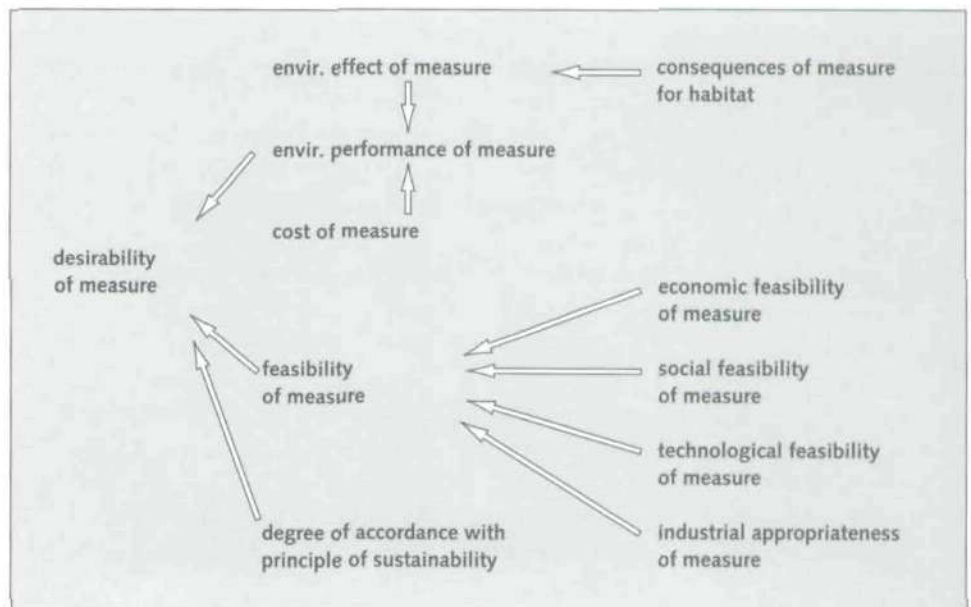 envir. effect of measure
consequences of measure
for habitat
envir. performance of measure
cost of measure
desirability
of measure
economic feasibility
of measure
feasibility
of measure
social feasibility
of measure
technological feasibility
of measure
degree of accordance with
principle of sustainability
industrial appropriateness
of measure